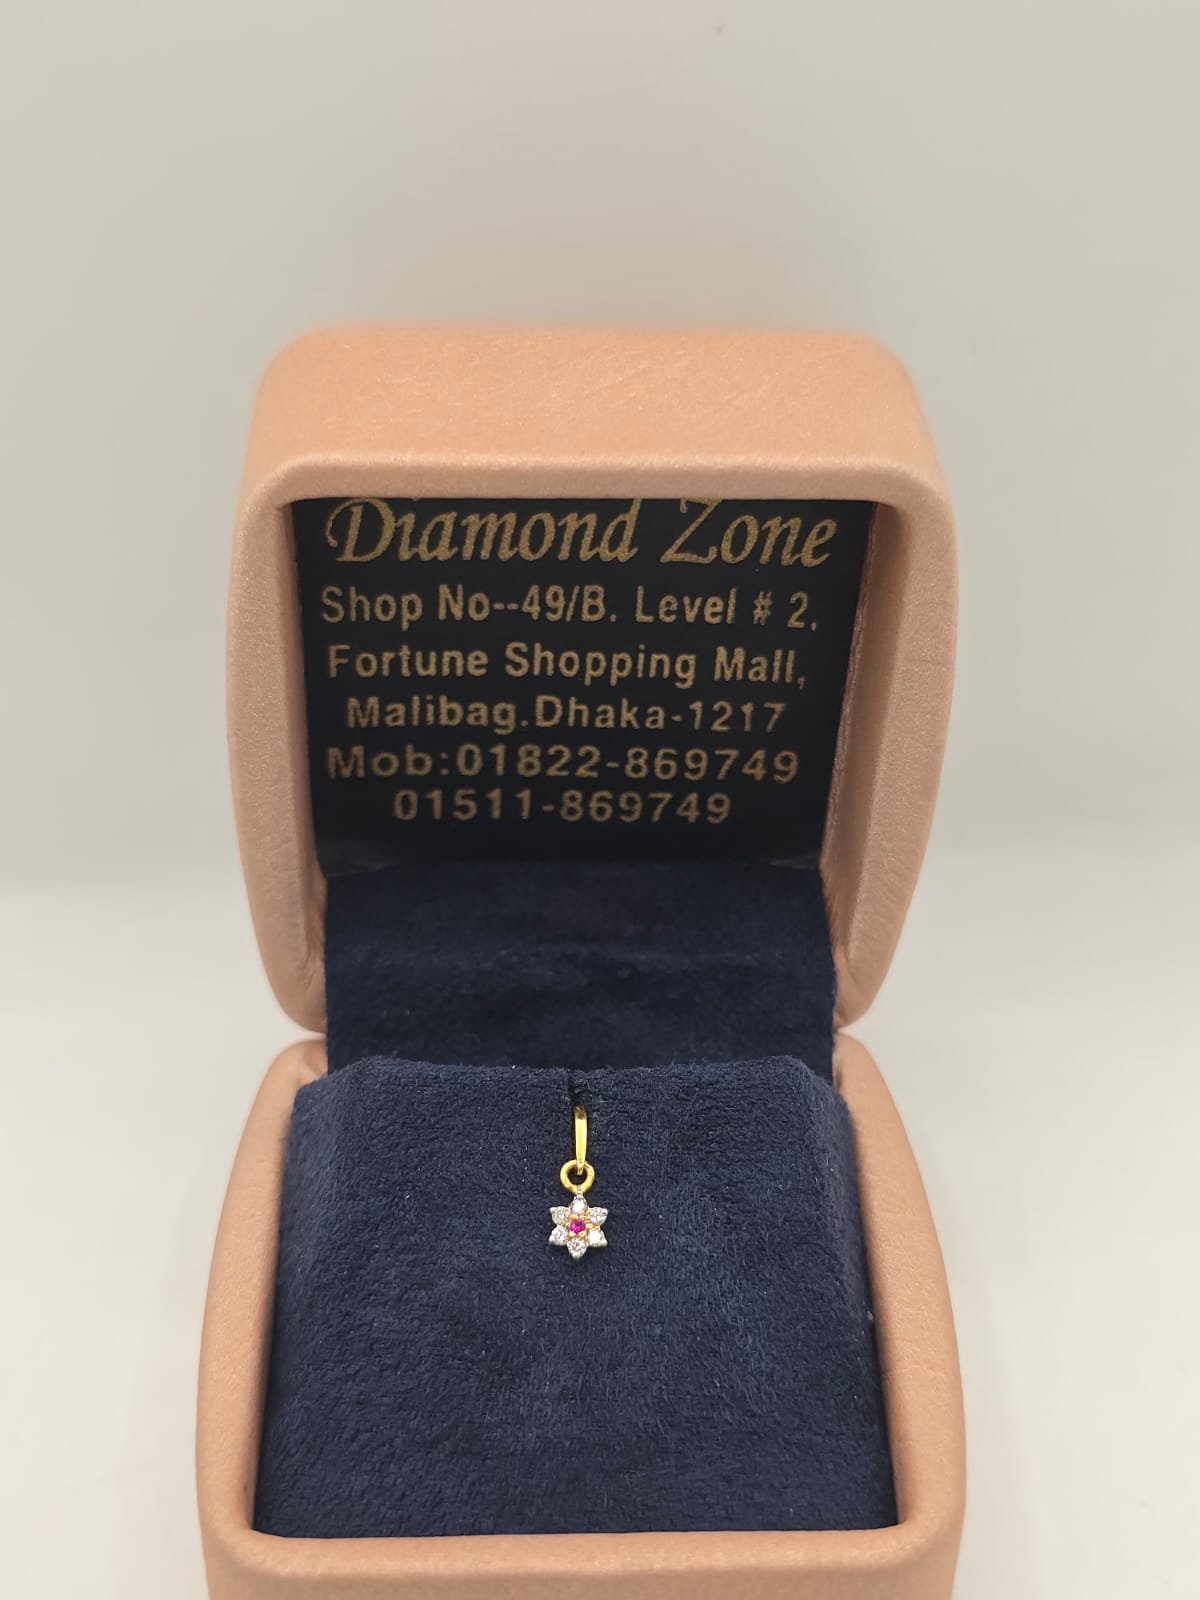 Diamond Zone
Shop No--49/B. Level # 2,
Fortune Shopping Mall,
Malibag.Dhaka-1217
Mob:01822-869749
01511-869749